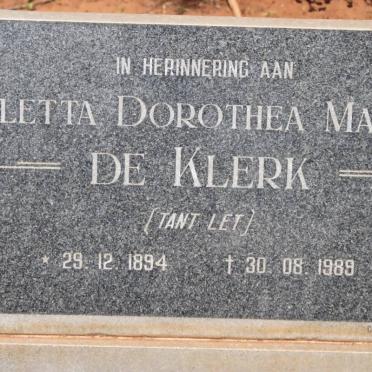 IN HERINNERING AAN
LETTA DOROTHEA MA
DE KLERK
[TANT LET]
* 29. 12. 1894 † 30. 08. 1989